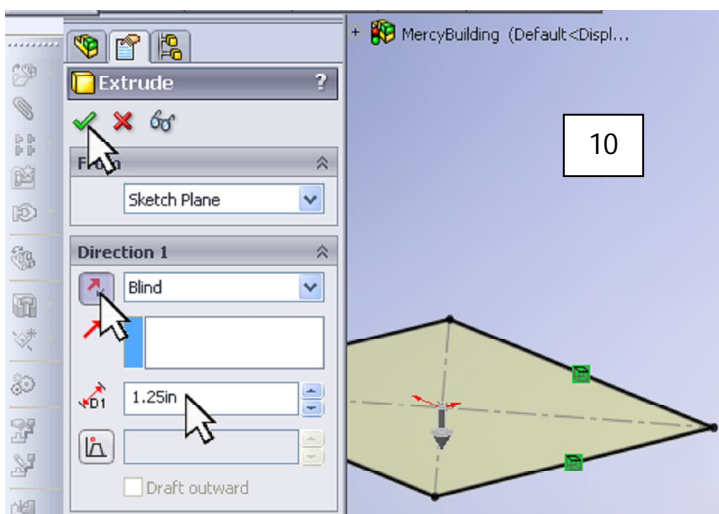 MercyBuilding (Default<Displ...
Extrude ?
10
From
Sketch Plane
Direction 1
Blind
D1 1.25in
Draft outward